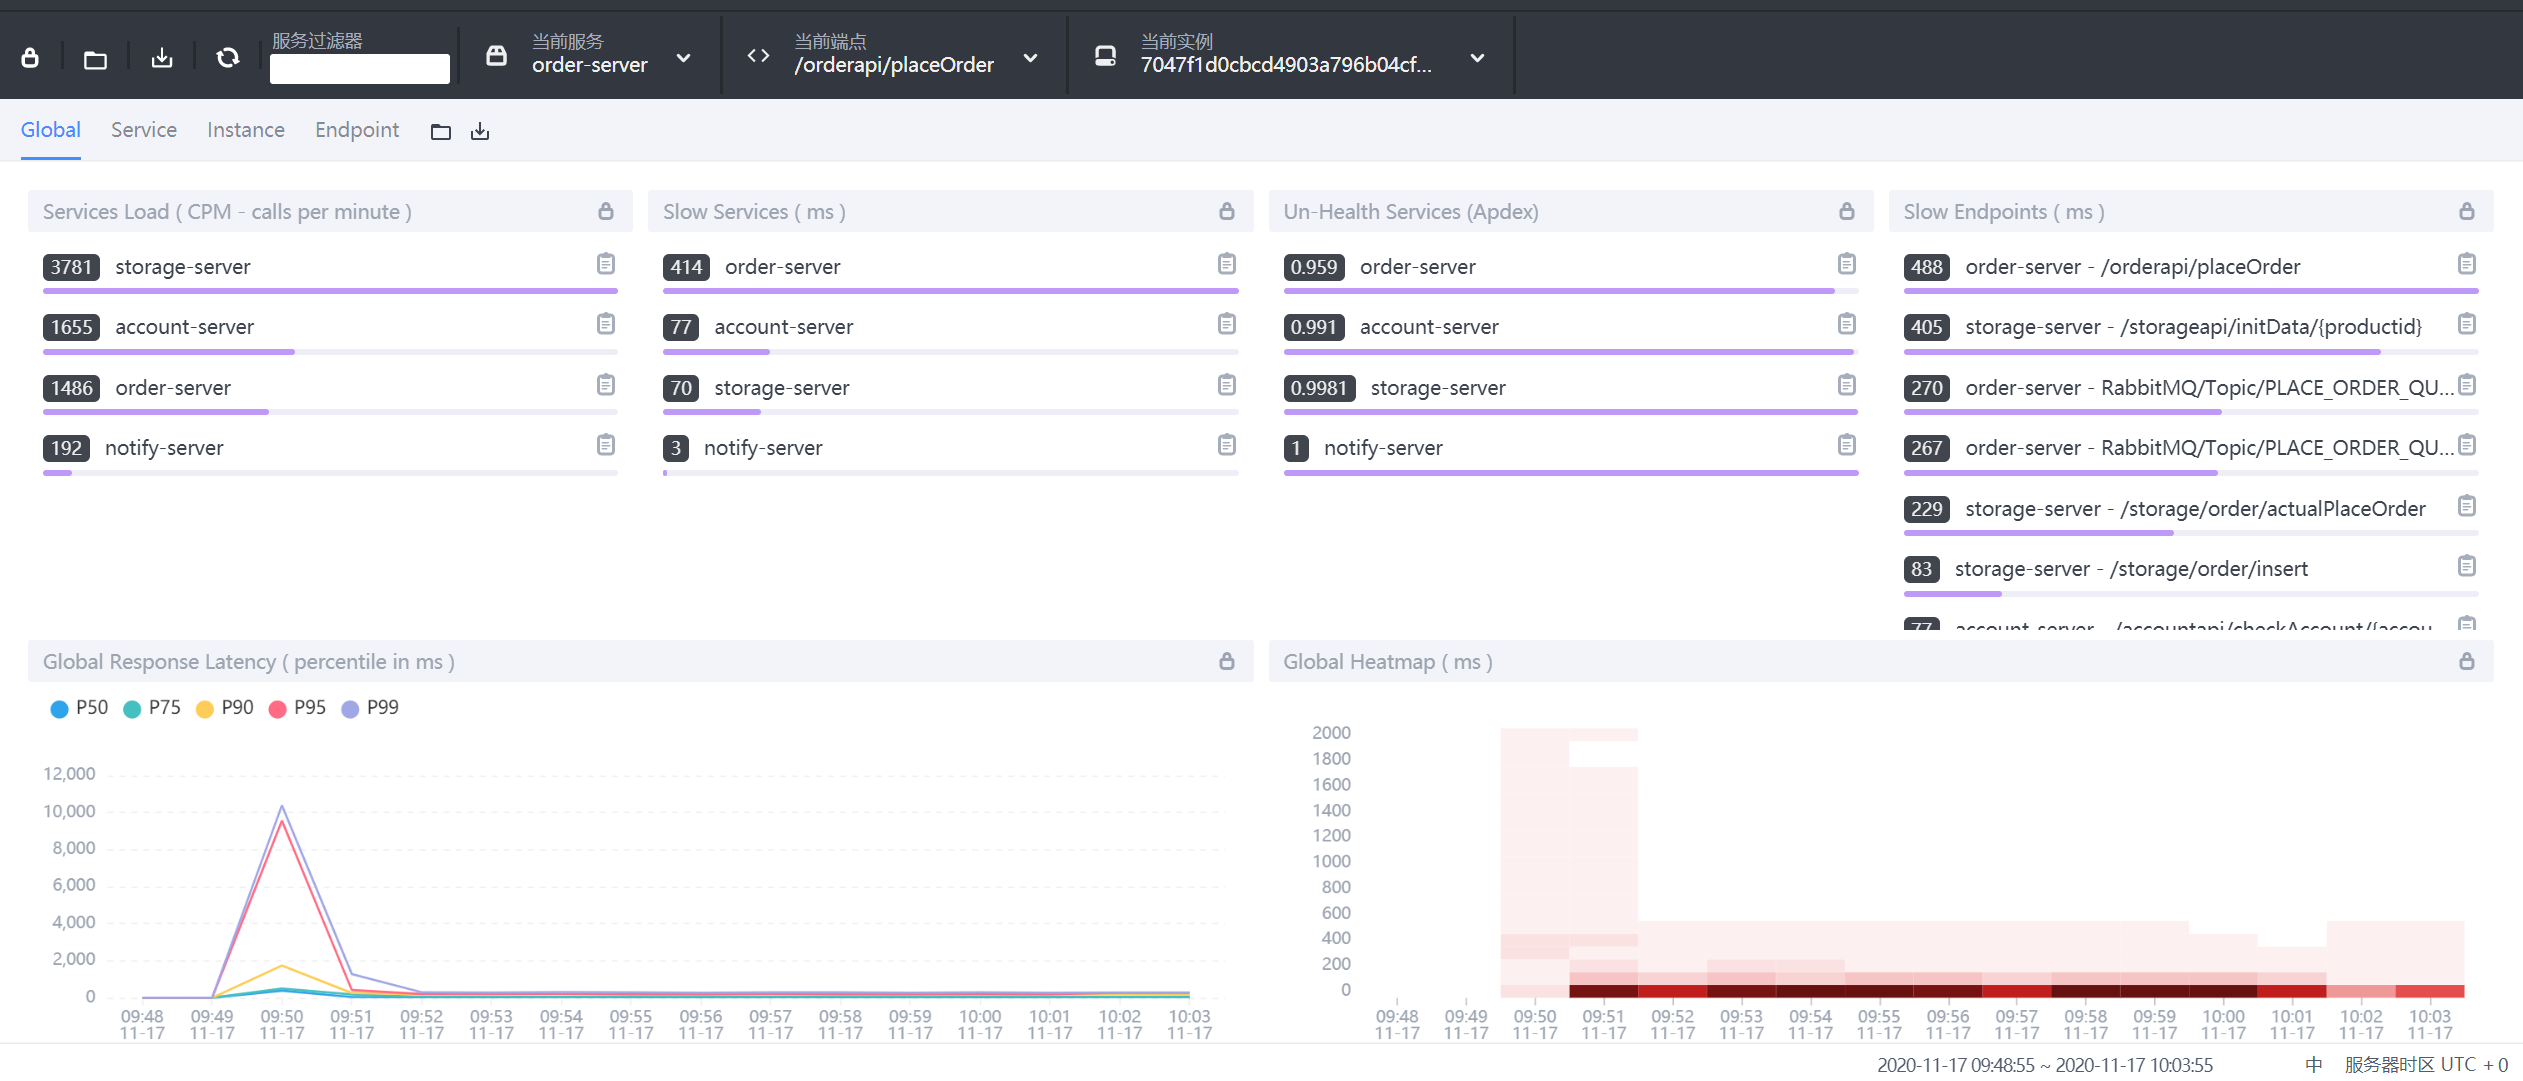 服务过滤器
当前服务
order-server
当前端点
/orderapi/placeOrder
当前实例
7047f1d0cbcd4903a796b04cf...
Global Service Instance Endpoint
Services Load ( CPM - calls per minute )
3781 storage-server
1655 account-server
1486 order-server
192 notify-server
Slow Services ( ms )
414 order-server
77 account-server
70 storage-server
3 notify-server
Un-Health Services (Apdex)
0.959 order-server
0.991 account-server
0.9981 storage-server
1 notify-server
Slow Endpoints ( ms )
488 order-server - /orderapi/placeOrder
405 storage-server - /storageapi/initData/{productid}
270 order-server - RabbitMQ/Topic/PLACE_ORDER_QU...
267 order-server - RabbitMQ/Topic/PLACE_ORDER_QU...
229 storage-server - /storage/order/actualPlaceOrder
83 storage-server - /storage/order/insert
77 account-server - /accountapi/checkAccount/{accou
Global Response Latency ( percentile in ms )
P50 P75 P90 P95 P99
12,000
10,000
8,000
6,000
4,000
2,000
0
09:48 09:49 09:50 09:51 09:52 09:53 09:54 09:55 09:56 09:57 09:58 09:59 10:00 10:01 10:02 10:03
11-17 11-17 11-17 11-17 11-17 11-17 11-17 11-17 11-17 11-17 11-17 11-17 11-17 11-17 11-17 11-17
Global Heatmap ( ms )
2000
1800
1600
1400
1200
1000
800
600
400
200
0
09:48 09:49 09:50 09:51 09:52 09:53 09:54 09:55 09:56 09:57 09:58 09:59 10:00 10:01 10:02 10:03
11-17 11-17 11-17 11-17 11-17 11-17 11-17 11-17 11-17 11-17 11-17 11-17 11-17 11-17 11-17 11-17
2020-11-17 09:48:55 ~ 2020-11-17 10:03:55 中 服务器时区 UTC + 0